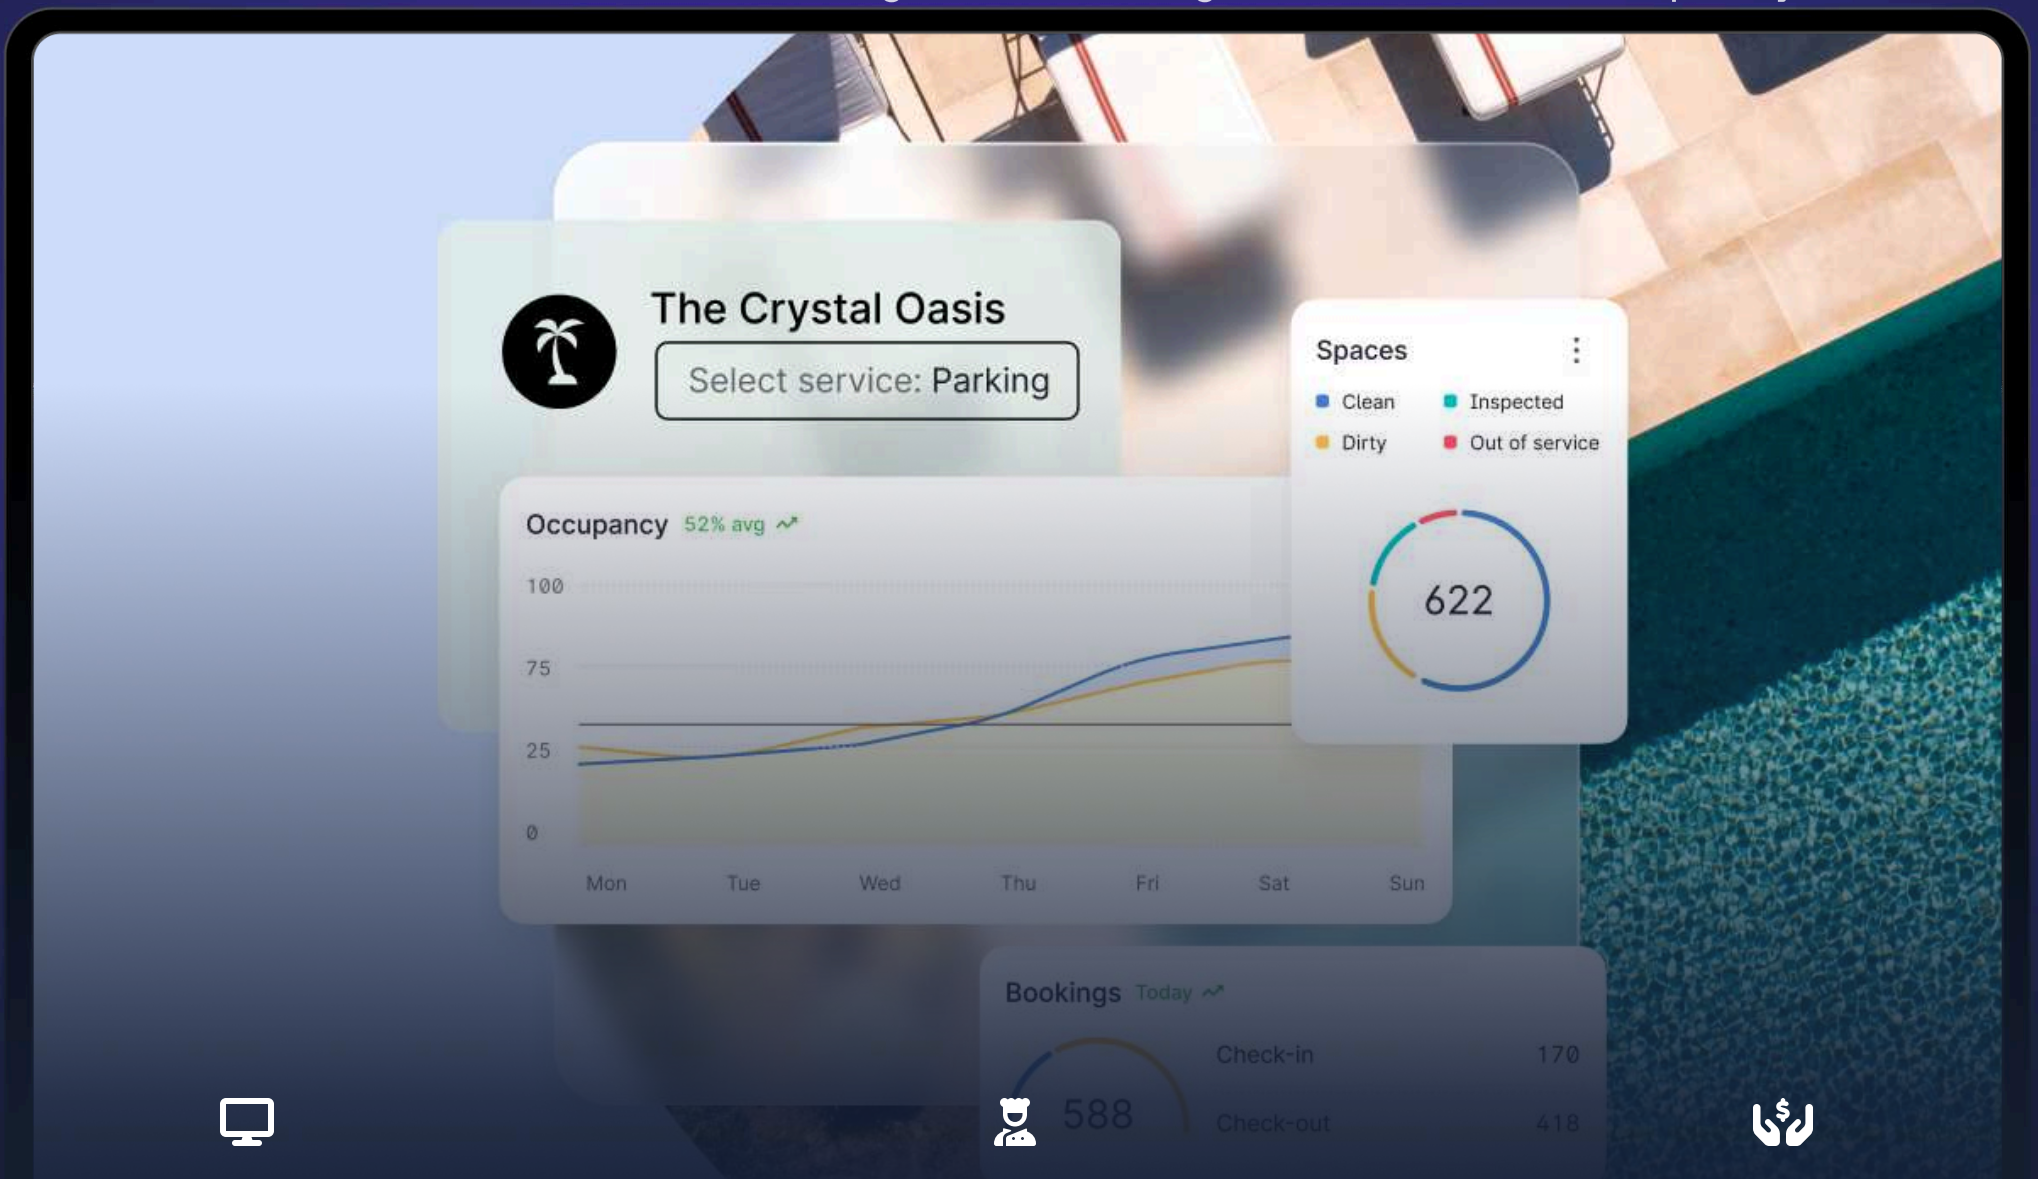 The Crystal Oasis
Select service: Parking
Spaces
Clean
Inspected
Dirty
Out of service
622
Occupancy 52% avg
100
75
25
0
Mon Tue Wed Thu Fri Sat Sun
Bookings Today
588
Check-in 170
Check-out 418